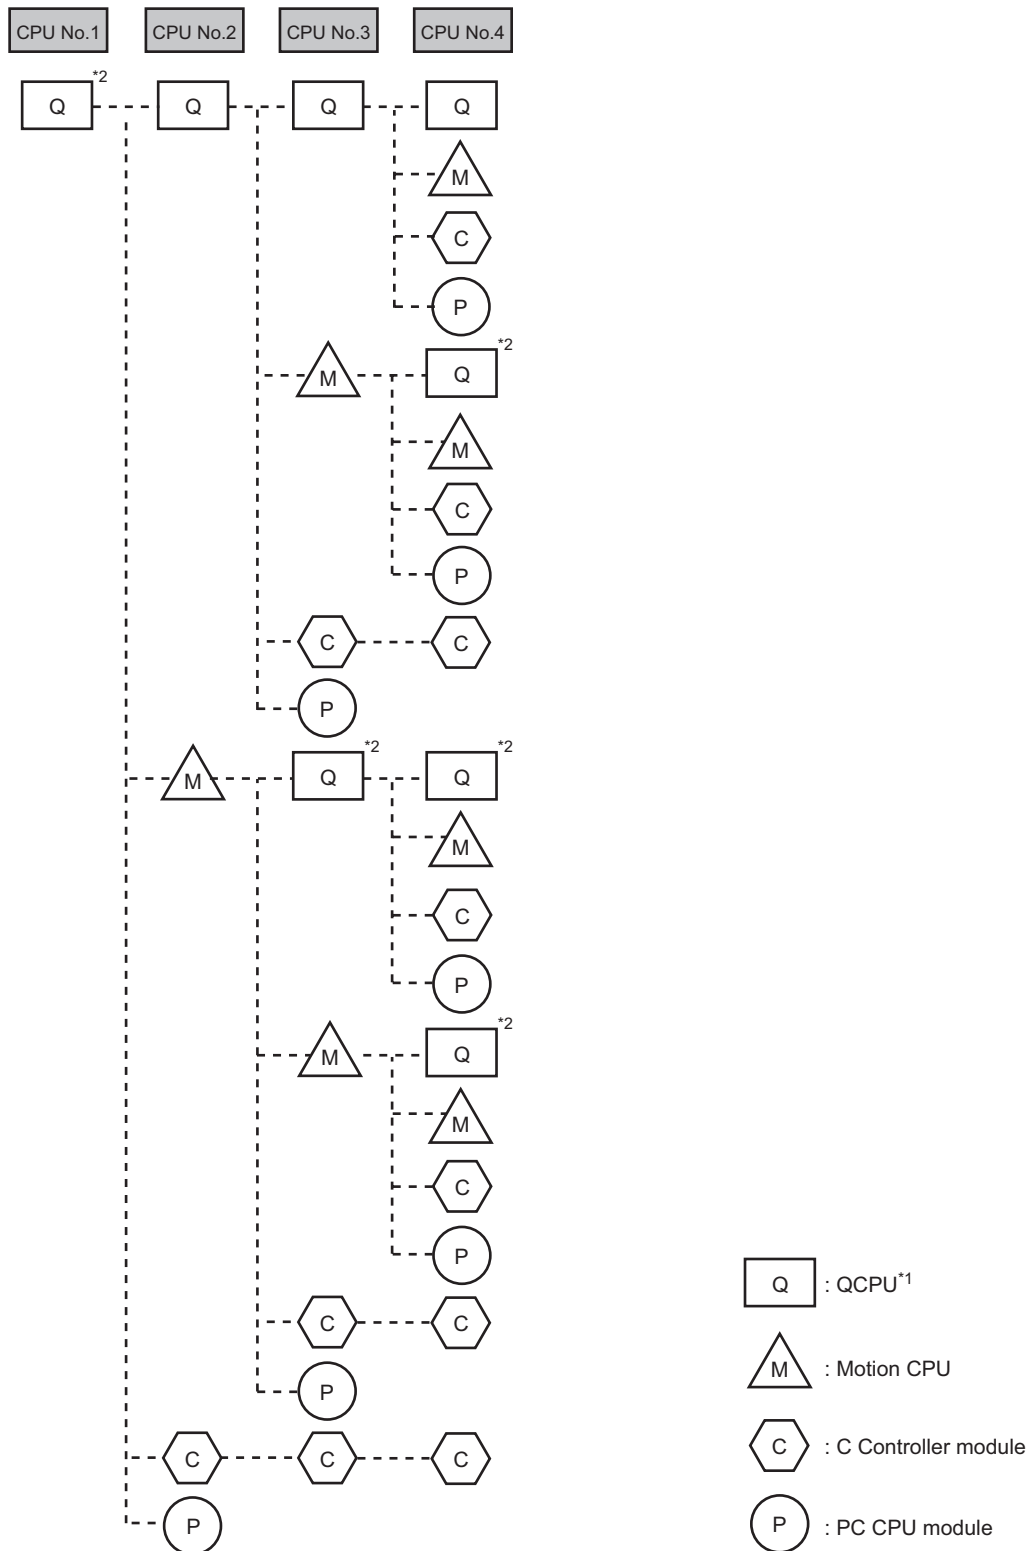 CPU No.1 CPU No.2 CPU No.3 CPU No.4
Q*2 Q Q Q
M
C
P
M Q*2
M
C
P
C C
P
M Q*2 Q*2
M
C
P
M Q*2
M
C
P
C C
P
C C C
P
Q : QCPU*1
M : Motion CPU
C : C Controller module
P : PC CPU module